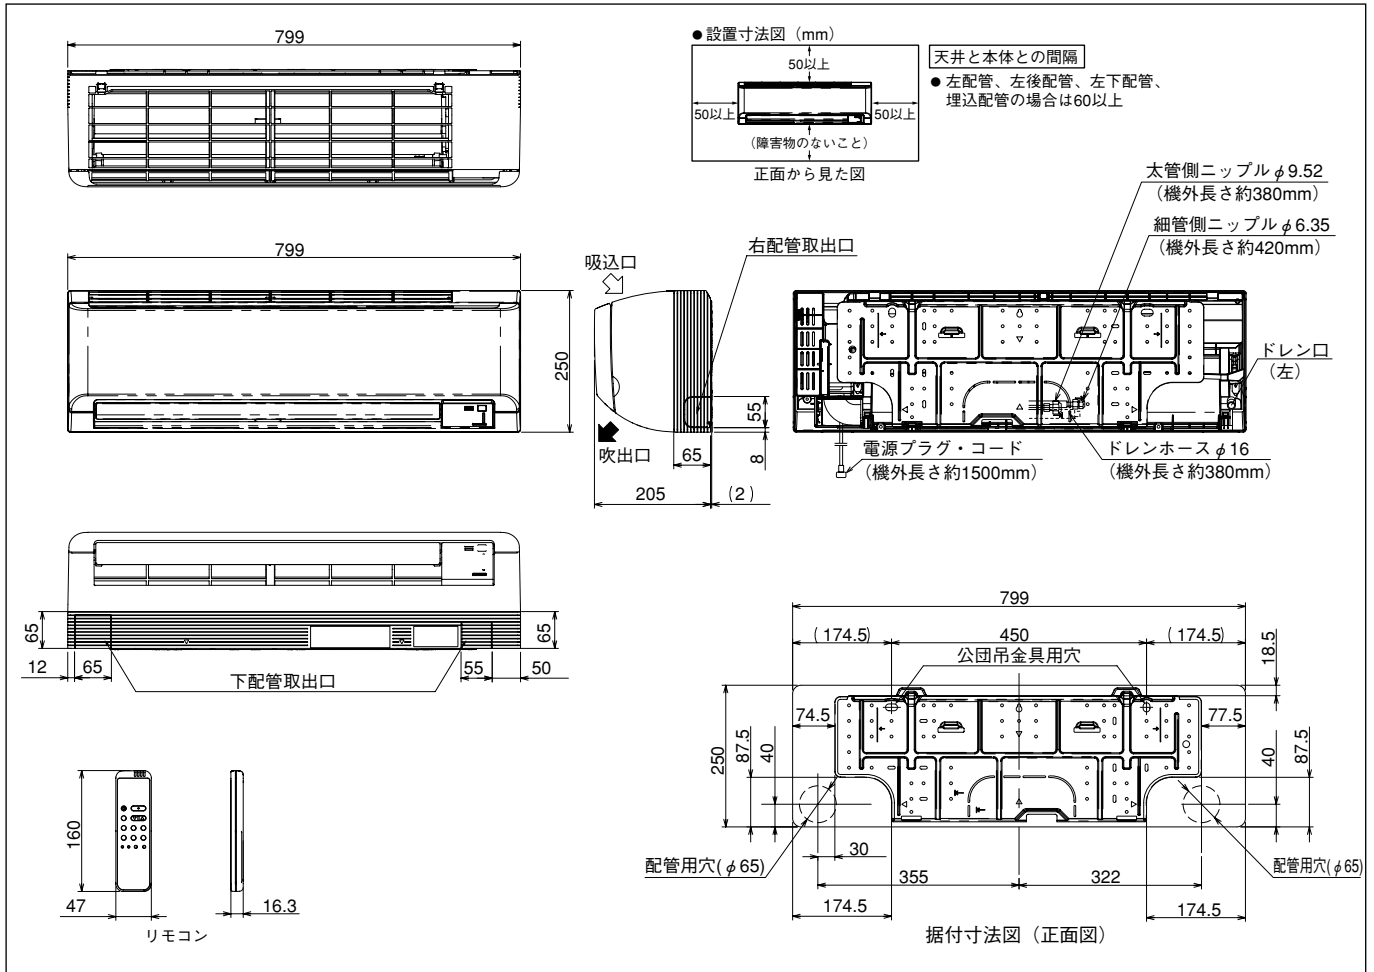 799
●設置寸法図（mm）
50以上
50以上
50以上
（障害物のないこと）
正面から見た図
天井と本体との間隔
●左配管、左後配管、左下配管、
埋込配管の場合は60以上
太管側ニップルφ9.52
（機外長さ約380mm）
細管側ニップルφ6.35
（機外長さ約420mm）
799
250
吸込口
右配管取出口
吹出口
55
8
65
205
（2）
ドレン口
（左）
電源プラグ・コード
（機外長さ約1500mm）
ドレンホースφ16
（機外長さ約380mm）
65
65
12
65
下配管取出口
55
50
160
47
16.3
リモコン
799
（174.5）
450
（174.5）
18.5
公団吊金具用穴
74.5
77.5
250
87.5
40
40
87.5
配管用穴(φ65)
30
配管用穴(φ65)
355
322
174.5
174.5
据付寸法図（正面図）